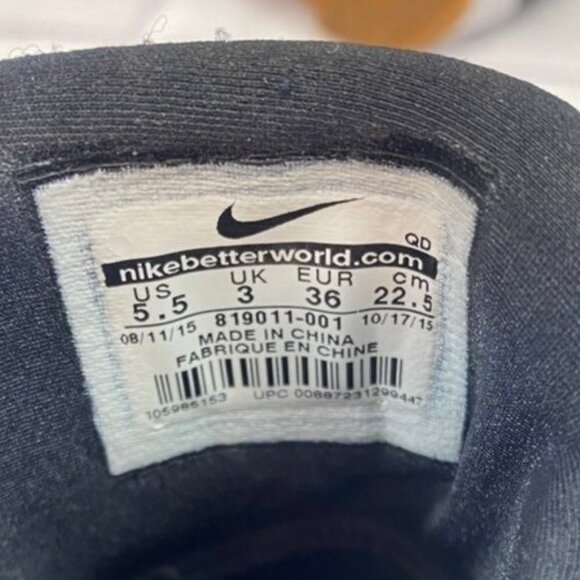 QD
nikebetterworld.com
US UK EUR cm
5.5 3 36 22.5
08/11/15 819011-001 10/17/15
MADE IN CHINA
FABRIQUE EN CHINE
105985153 UPC 00887231299447